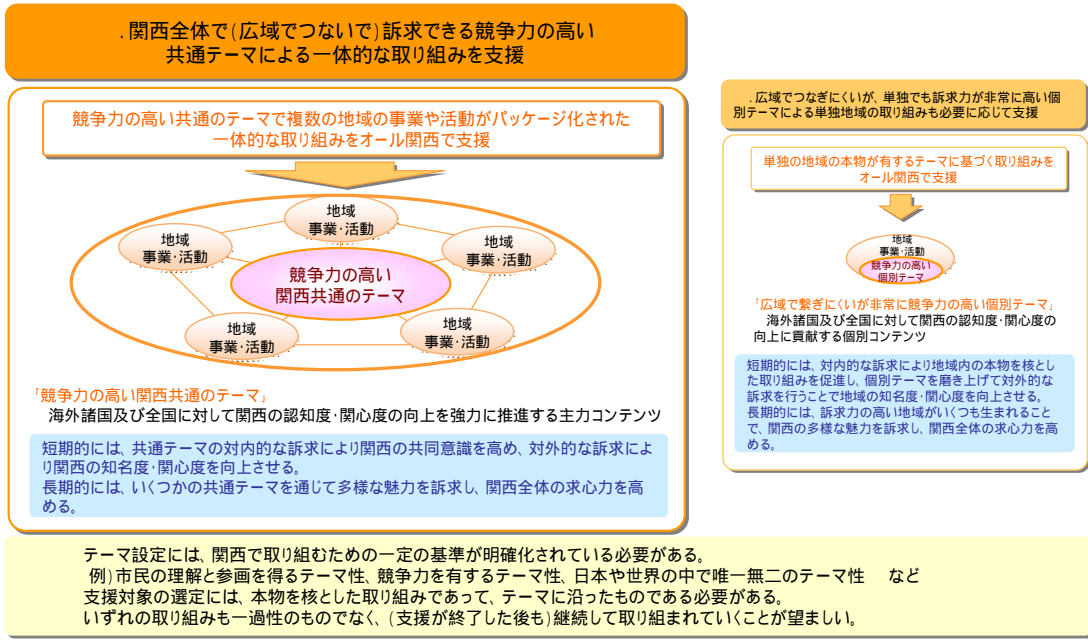 ．関西全体で（広域でつないで）訴求できる競争力の高い
共通テーマによる一体的な取り組みを支援
競争力の高い共通のテーマで複数の地域の事業や活動がパッケージ化された
一体的な取り組みをオール関西で支援
地域
事業・活動
地域
事業・活動
地域
事業・活動
競争力の高い
関西共通のテーマ
地域
事業・活動
地域
事業・活動
「競争力の高い関西共通のテーマ」
海外諸国及び全国に対して関西の認知度・関心度の向上を強力に推進する主力コンテンツ
短期的には、共通テーマの対内的な訴求により関西の共同意識を高め、対外的な訴求によ
り関西の知名度・関心度を向上させる。
長期的には、いくつかの共通テーマを通じて多様な魅力を訴求し、関西全体の求心力を高
める。
．広域でつなぎにくいが、単独でも訴求力が非常に高い個
別テーマによる単独地域の取り組みも必要に応じて支援
単独の地域の本物が有するテーマに基づく取り組みを
オール関西で支援
地域
事業・活動
競争力の高い
個別テーマ
「広域で繋ぎにくいが非常に競争力の高い個別テーマ」
海外諸国及び全国に対して関西の認知度・関心度の
向上に貢献する個別コンテンツ
短期的には、対内的な訴求により地域内の本物を核とし
た取り組みを促進し、個別テーマを磨き上げて対外的な
訴求を行うことで地域の知名度・関心度を向上させる。
長期的には、訴求力の高い地域がいくつも生まれること
で、関西の多様な魅力を訴求し、関西全体の求心力を高
める。
テーマ設定には、関西で取り組むための一定の基準が明確化されている必要がある。
例）市民の理解と参画を得るテーマ性、競争力を有するテーマ性、日本や世界の中で唯一無二のテーマ性　など
支援対象の選定には、本物を核とした取り組みであって、テーマに沿ったものである必要がある。
いずれの取り組みも一過性のものでなく、（支援が終了した後も）継続して取り組まれていくことが望ましい。